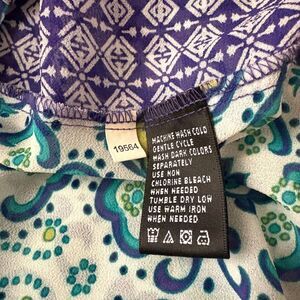 19564
MACHINE WASH COLD
GENTLE CYCLE
WASH DARK COLORS
SEPARATELY
USE NON
CHLORINE BLEACH
WHEN NEEDED
TUMBLE DRY LOW
USE WARM IRON
WHEN NEEDED